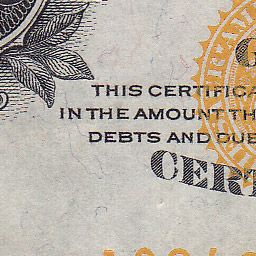 THIS CERTIFICA
IN THE AMOUNT TH
DEBTS AND DUE
CERT